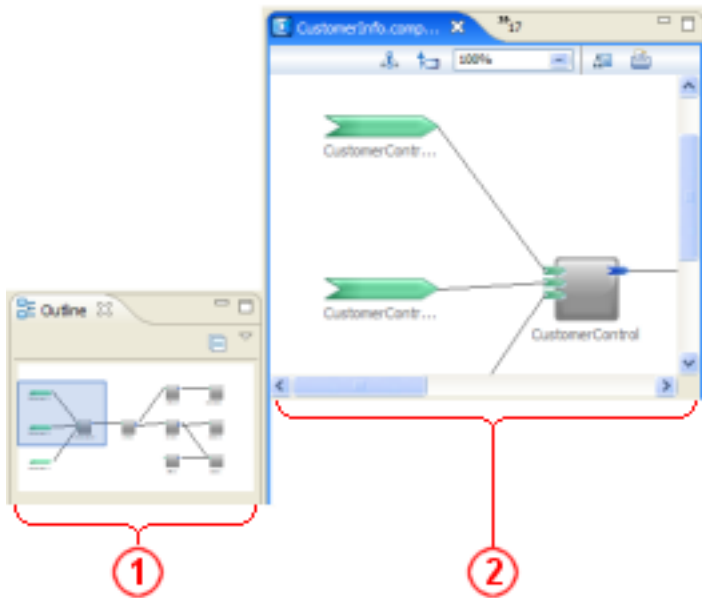 CustomerInfo.comp... 17
100%
CustomerContr...
CustomerContr...
CustomerControl
Outline
1
2